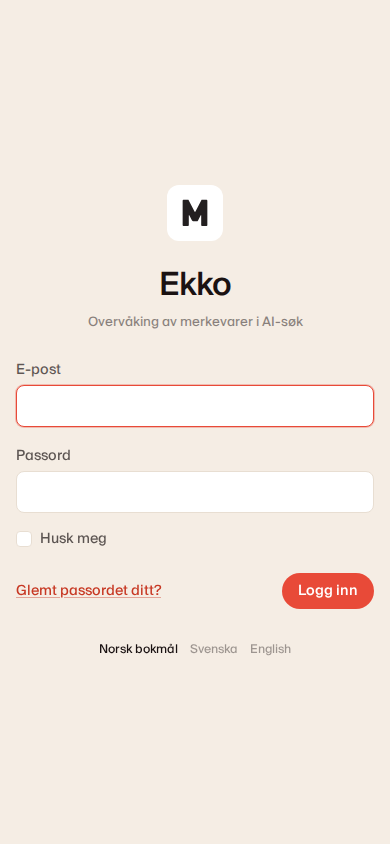 M
Ekko
Overvåking av merkevarer i AI-søk
E-post
Passord
Husk meg
Glemt passordet ditt? Logg inn
Norsk bokmål Svenska English